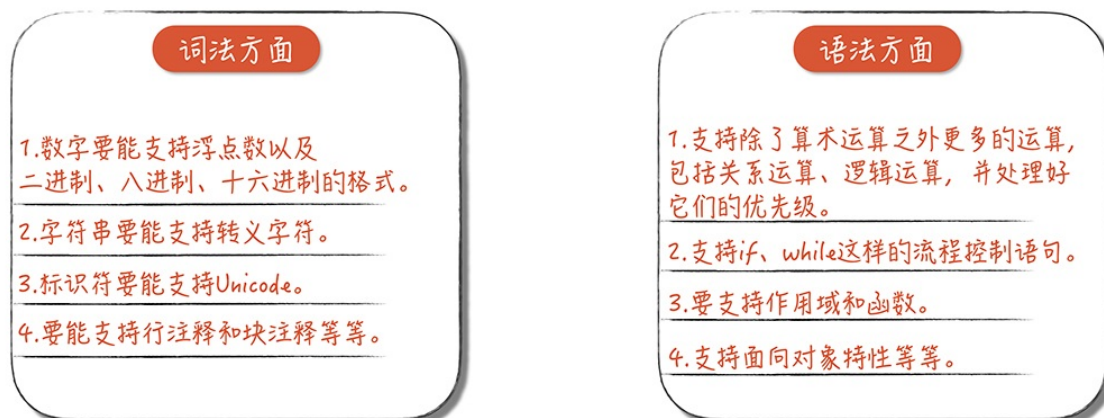 词法方面
1.数字要能支持浮点数以及
二进制、八进制、十六进制的格式。
2.字符串要能支持转义字符。
3.标识符要能支持Unicode。
4.要能支持行注释和块注释等等。
语法方面
1.支持除了算术运算之外更多的运算,
包括关系运算、逻辑运算,并处理好
它们的优先级。
2.支持if、while这样的流程控制语句。
3.要支持作用域和函数。
4.支持面向对象特性等等。